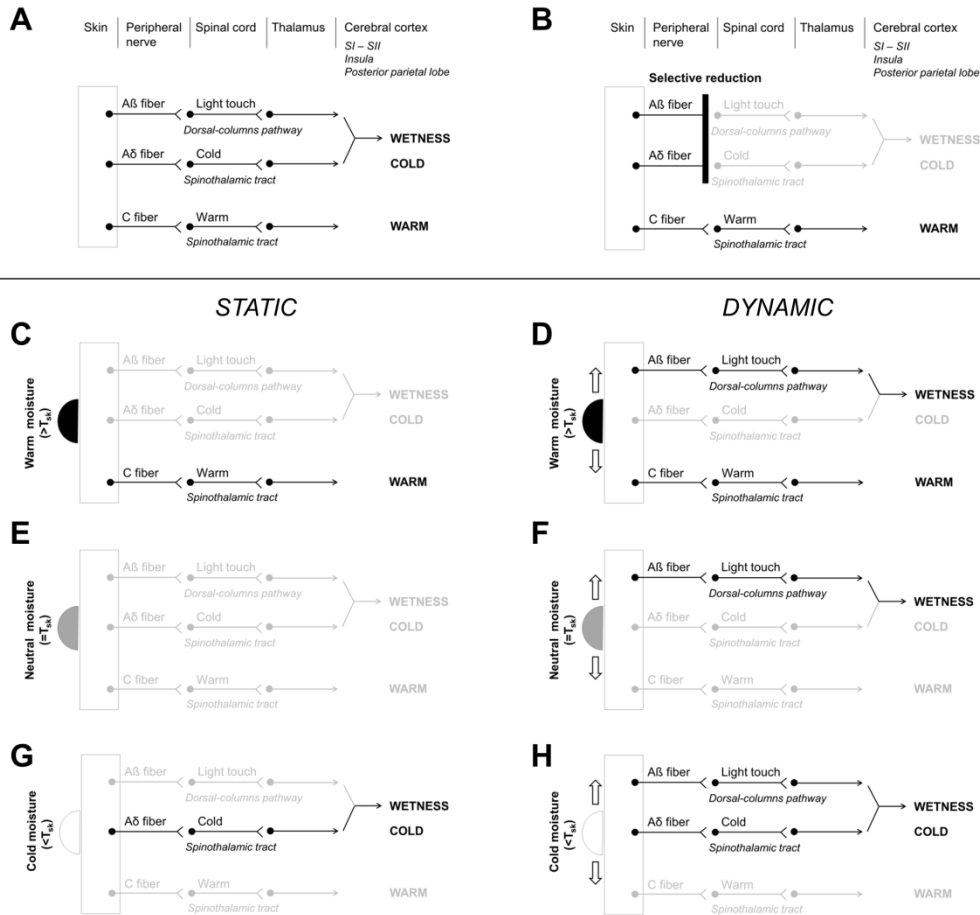 A
Skin
Peripheral
nerve
Spinal cord
Thalamus
Cerebral cortex
SI – SII
Insula
Posterior parietal lobe
Aß fiber
Light touch
Dorsal-columns pathway
WETNESS
Aδ fiber
Cold
COLD
Spinothalamic tract
C fiber
Warm
WARM
Spinothalamic tract
B
Skin
Peripheral
nerve
Spinal cord
Thalamus
Cerebral cortex
SI – SII
Insula
Posterior parietal lobe
Selective reduction
Aß fiber
Light touch
Dorsal-columns pathway
WETNESS
Aδ fiber
Cold
COLD
Spinothalamic tract
C fiber
Warm
WARM
Spinothalamic tract
STATIC
DYNAMIC
C
Warm moisture
(>Tsk)
Aß fiber
Light touch
Dorsal-columns pathway
WETNESS
Aδ fiber
Cold
COLD
Spinothalamic tract
C fiber
Warm
WARM
Spinothalamic tract
D
Warm moisture
(>Tsk)
Aß fiber
Light touch
Dorsal-columns pathway
WETNESS
Aδ fiber
Cold
COLD
Spinothalamic tract
C fiber
Warm
WARM
Spinothalamic tract
E
Neutral moisture
(=Tsk)
Aß fiber
Light touch
Dorsal-columns pathway
WETNESS
Aδ fiber
Cold
COLD
Spinothalamic tract
C fiber
Warm
WARM
Spinothalamic tract
F
Neutral moisture
(=Tsk)
Aß fiber
Light touch
Dorsal-columns pathway
WETNESS
Aδ fiber
Cold
COLD
Spinothalamic tract
C fiber
Warm
WARM
Spinothalamic tract
G
Cold moisture
(<Tsk)
Aß fiber
Light touch
Dorsal-columns pathway
WETNESS
Aδ fiber
Cold
COLD
Spinothalamic tract
C fiber
Warm
WARM
Spinothalamic tract
H
Cold moisture
(<Tsk)
Aß fiber
Light touch
Dorsal-columns pathway
WETNESS
Aδ fiber
Cold
COLD
Spinothalamic tract
C fiber
Warm
WARM
Spinothalamic tract